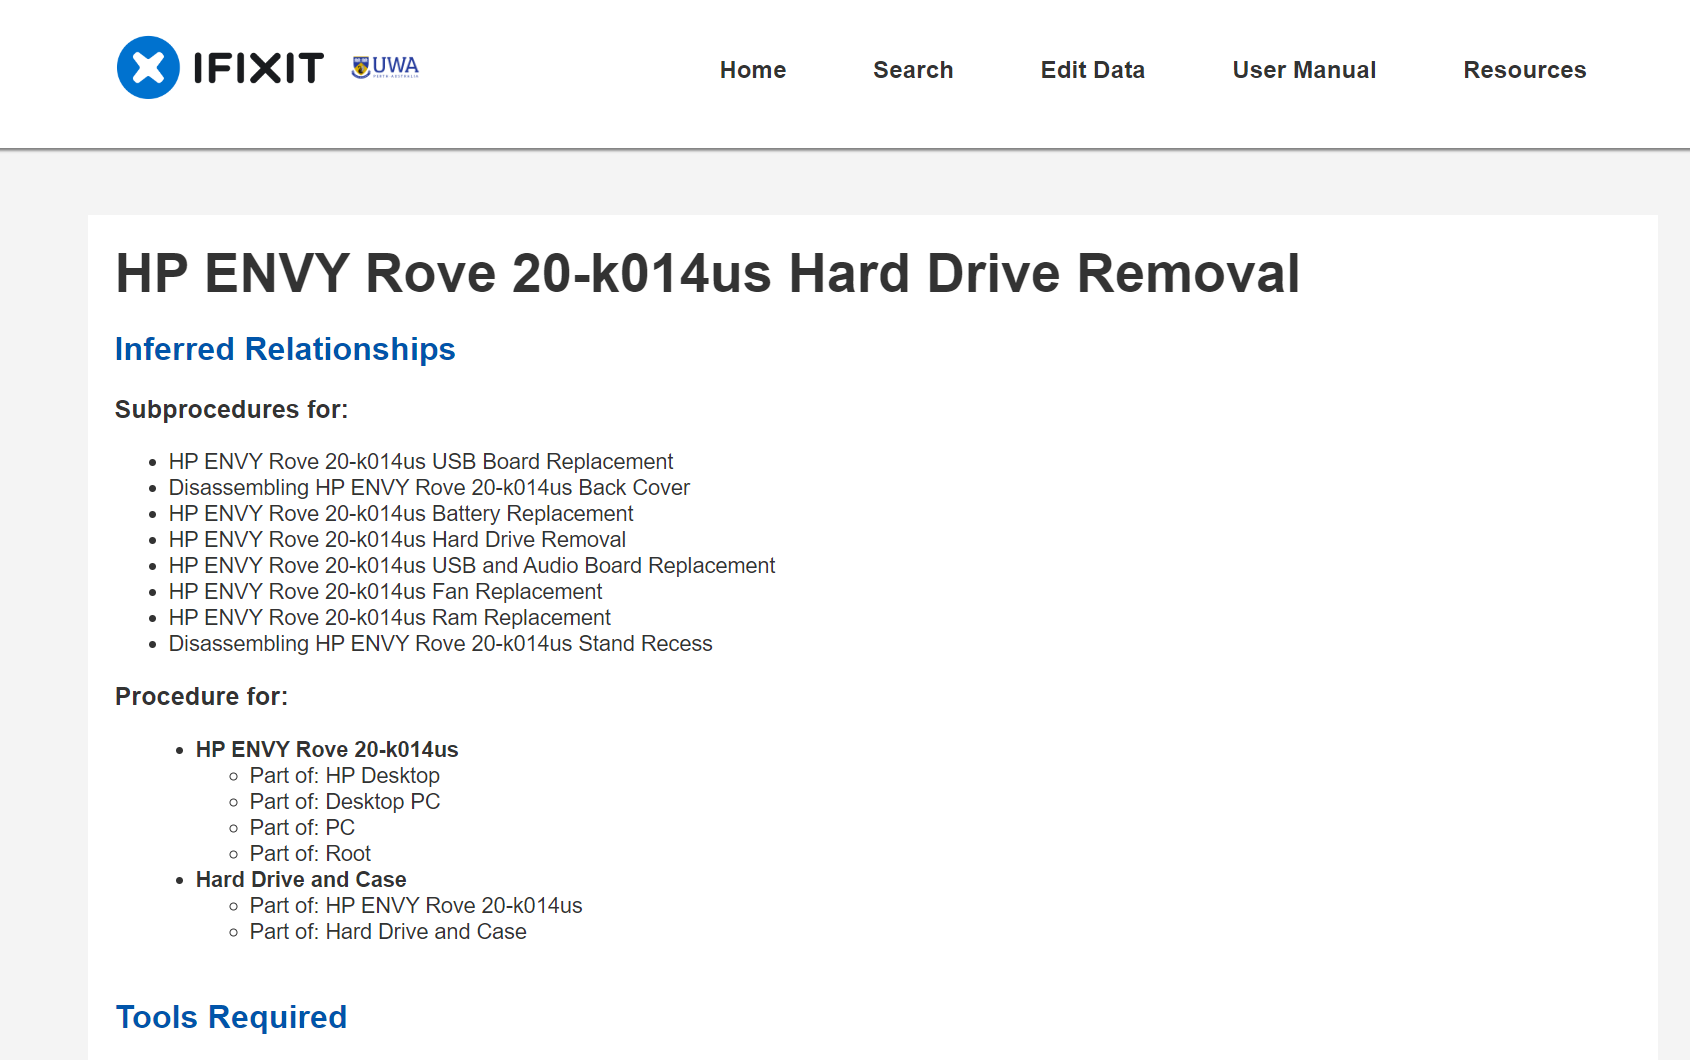 IFIXIT UWA
PERTH AUSTRALIA
Home Search Edit Data User Manual Resources
HP ENVY Rove 20-k014us Hard Drive Removal
Inferred Relationships
Subprocedures for:
HP ENVY Rove 20-k014us USB Board Replacement
Disassembling HP ENVY Rove 20-k014us Back Cover
HP ENVY Rove 20-k014us Battery Replacement
HP ENVY Rove 20-k014us Hard Drive Removal
HP ENVY Rove 20-k014us USB and Audio Board Replacement
HP ENVY Rove 20-k014us Fan Replacement
HP ENVY Rove 20-k014us Ram Replacement
Disassembling HP ENVY Rove 20-k014us Stand Recess
Procedure for:
HP ENVY Rove 20-k014us
Part of: HP Desktop
Part of: Desktop PC
Part of: PC
Part of: Root
Hard Drive and Case
Part of: HP ENVY Rove 20-k014us
Part of: Hard Drive and Case
Tools Required